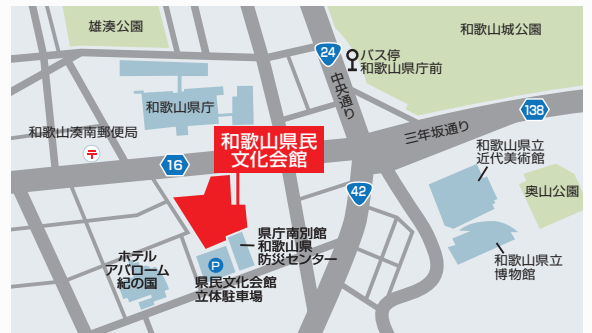 雄湊公園
24
バス停
和歌山県庁前
和歌山城公園
中央通り
和歌山県庁
138
三年坂通り
和歌山湊南郵便局
和歌山県民
文化会館
16
和歌山県立
近代美術館
42
奥山公園
県庁南別館
和歌山県
防災センター
ホテル
アバローム
紀の国
P
県民文化会館
立体駐車場
和歌山県立
博物館